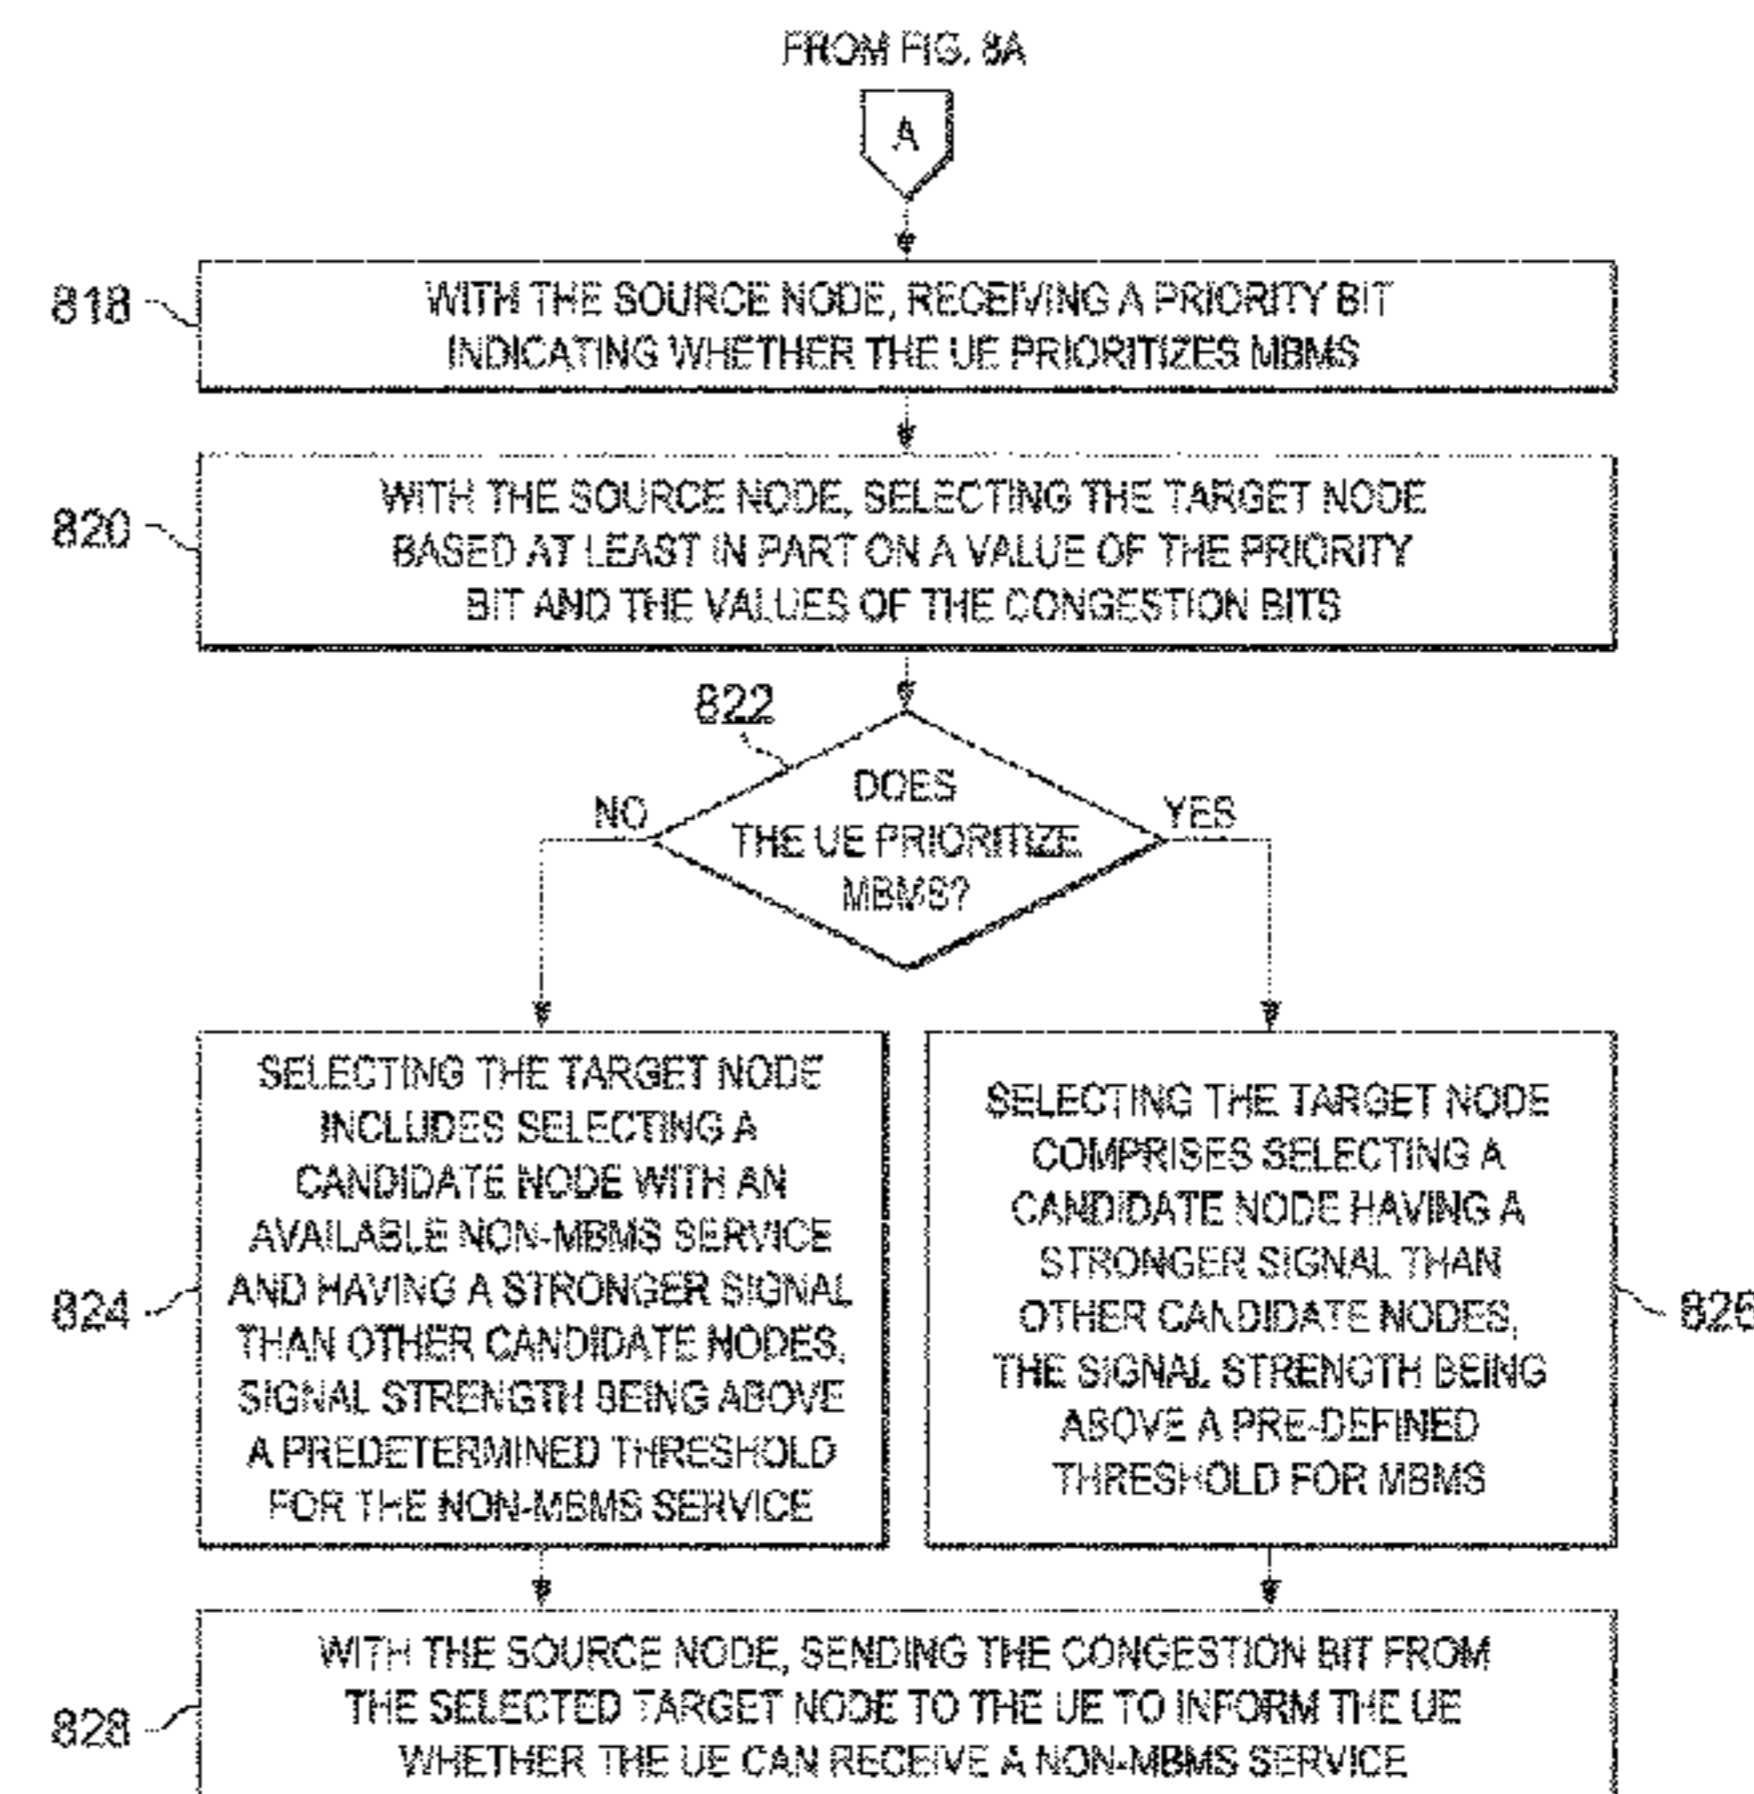 FROM FIG. 8A
A
818
WITH THE SOURCE NODE, RECEIVING A PRIORITY BIT
INDICATING WHETHER THE UE PRIORITIZES MBMS
820
WITH THE SOURCE NODE, SELECTING THE TARGET NODE
BASED AT LEAST IN PART ON A VALUE OF THE PRIORITY
BIT AND THE VALUES OF THE CONGESTION BITS
822
DOES
THE UE PRIORITIZE
MBMS?
NO
YES
824
SELECTING THE TARGET NODE
INCLUDES SELECTING A
CANDIDATE NODE WITH AN
AVAILABLE NON-MBMS SERVICE
AND HAVING A STRONGER SIGNAL
THAN OTHER CANDIDATE NODES,
SIGNAL STRENGTH BEING ABOVE
A PREDETERMINED THRESHOLD
FOR THE NON-MBMS SERVICE
SELECTING THE TARGET NODE
COMPRISES SELECTING A
CANDIDATE NODE HAVING A
STRONGER SIGNAL THAN
OTHER CANDIDATE NODES,
THE SIGNAL STRENGTH BEING
ABOVE A PRE-DEFINED
THRESHOLD FOR MBMS
826
828
WITH THE SOURCE NODE, SENDING THE CONGESTION BIT FROM
THE SELECTED TARGET NODE TO THE UE TO INFORM THE UE
WHETHER THE UE CAN RECEIVE A NON-MBMS SERVICE